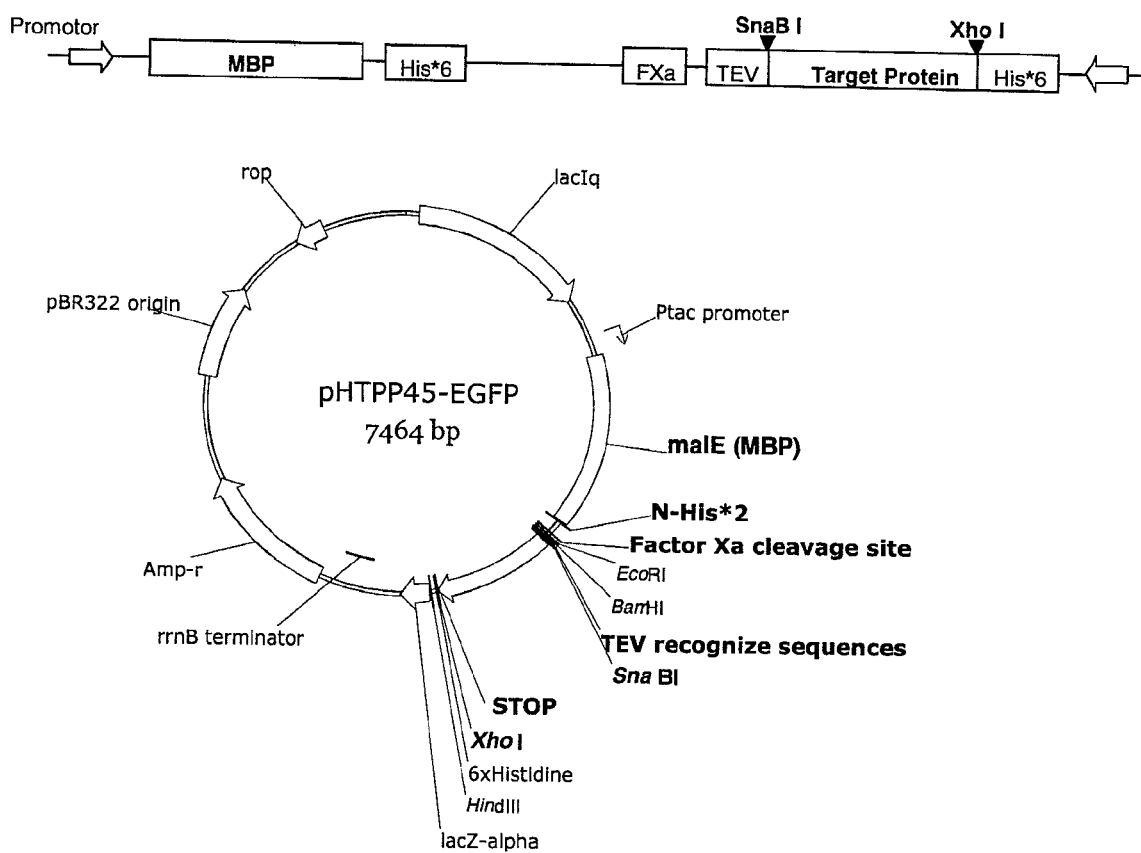 Promotor
SnaB I
Xho I
MBP
His*6
FXa
TEV
Target Protein
His*6
rop
lacIq
pBR322 origin
Ptac promoter
pHTPP45-EGFP
7464 bp
malE (MBP)
N-His*2
Factor Xa cleavage site
EcoRI
BamHI
Amp-r
rrnB terminator
TEV recognize sequences
Sna BI
STOP
Xho I
6xHistIdine
HindIII
lacZ-alpha